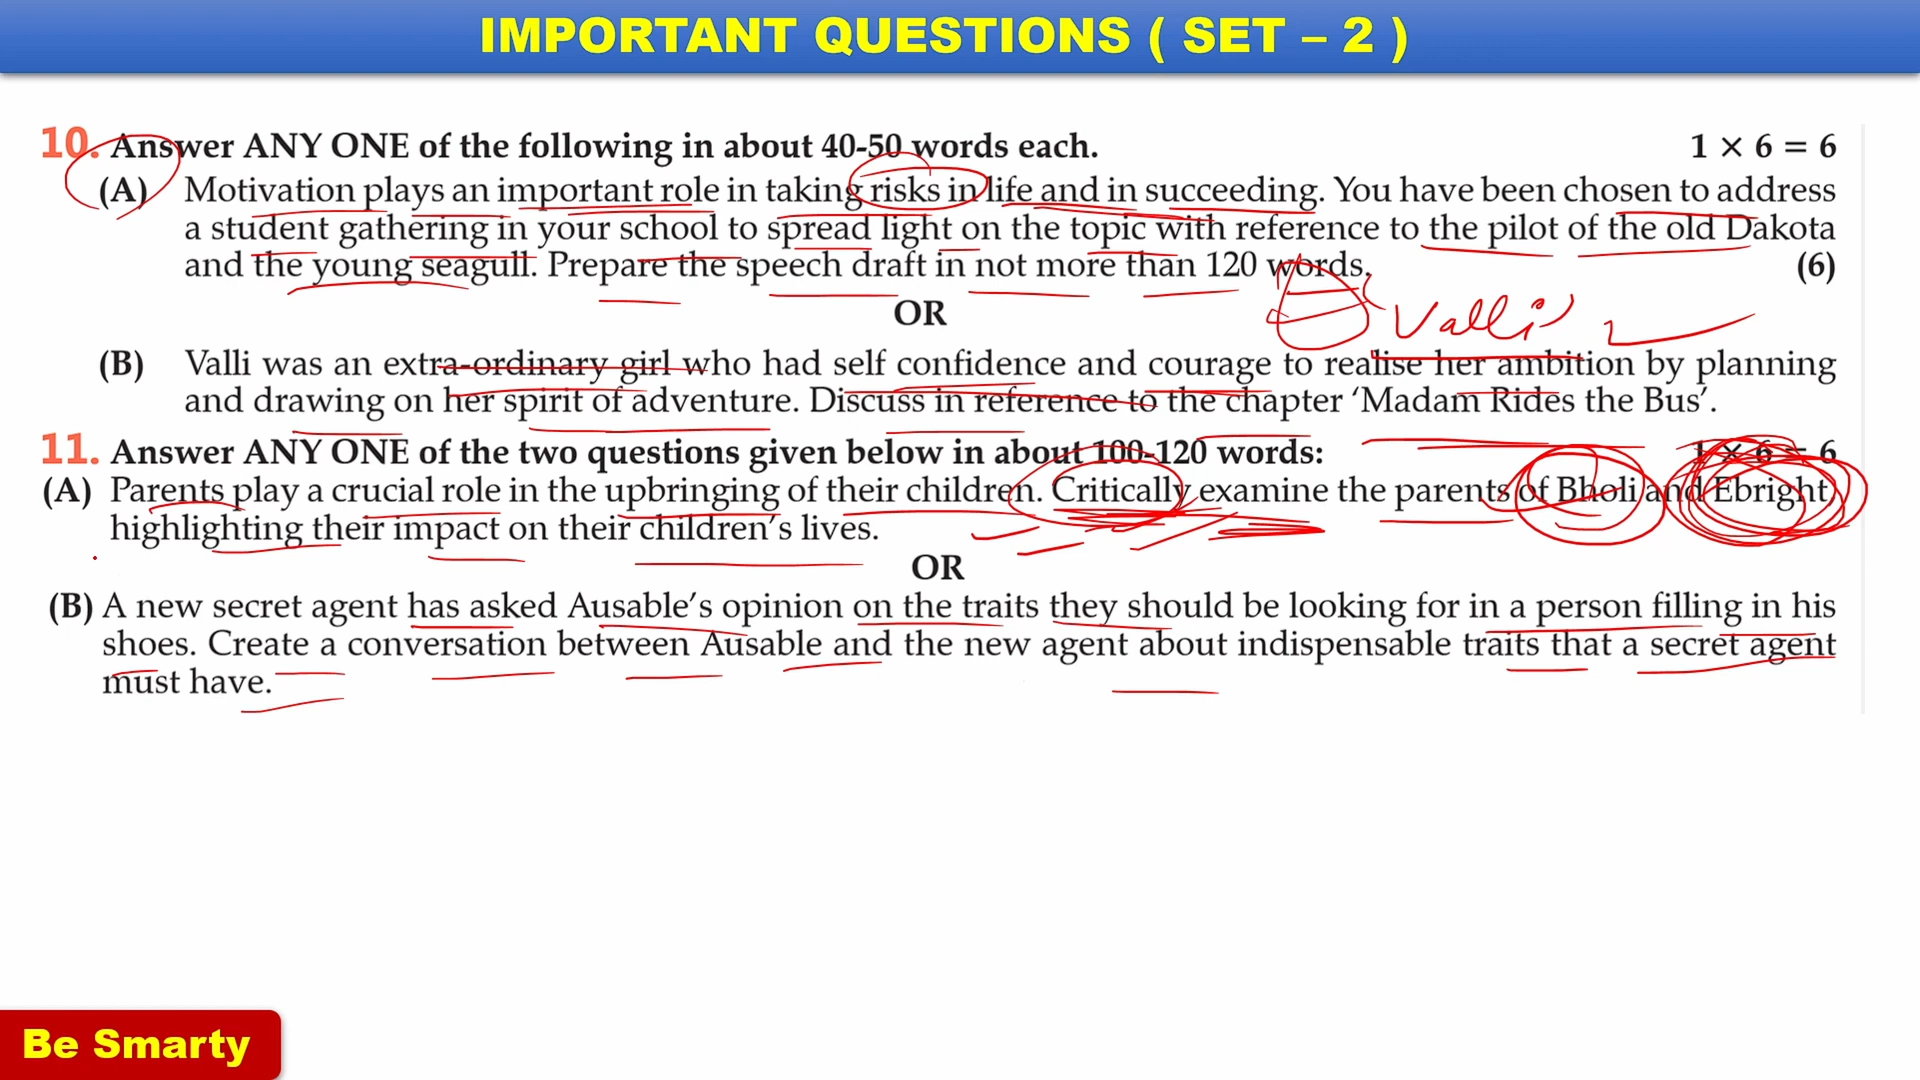 IMPORTANT QUESTIONS ( SET – 2 )
10. Answer ANY ONE of the following in about 40-50 words each. 1 × 6 = 6
(A) Motivation plays an important role in taking risks in life and in succeeding. You have been chosen to address
a student gathering in your school to spread light on the topic with reference to the pilot of the old Dakota
and the young seagull. Prepare the speech draft in not more than 120 words. (6)
OR
Valli
(B) Valli was an extra-ordinary girl who had self confidence and courage to realise her ambition by planning
and drawing on her spirit of adventure. Discuss in reference to the chapter ‘Madam Rides the Bus’.
11. Answer ANY ONE of the two questions given below in about 100-120 words: 1 × 6 = 6
(A) Parents play a crucial role in the upbringing of their children. Critically examine the parents of Bholi and Ebright
highlighting their impact on their children’s lives.
OR
(B) A new secret agent has asked Ausable’s opinion on the traits they should be looking for in a person filling in his
shoes. Create a conversation between Ausable and the new agent about indispensable traits that a secret agent
must have.
Be Smarty